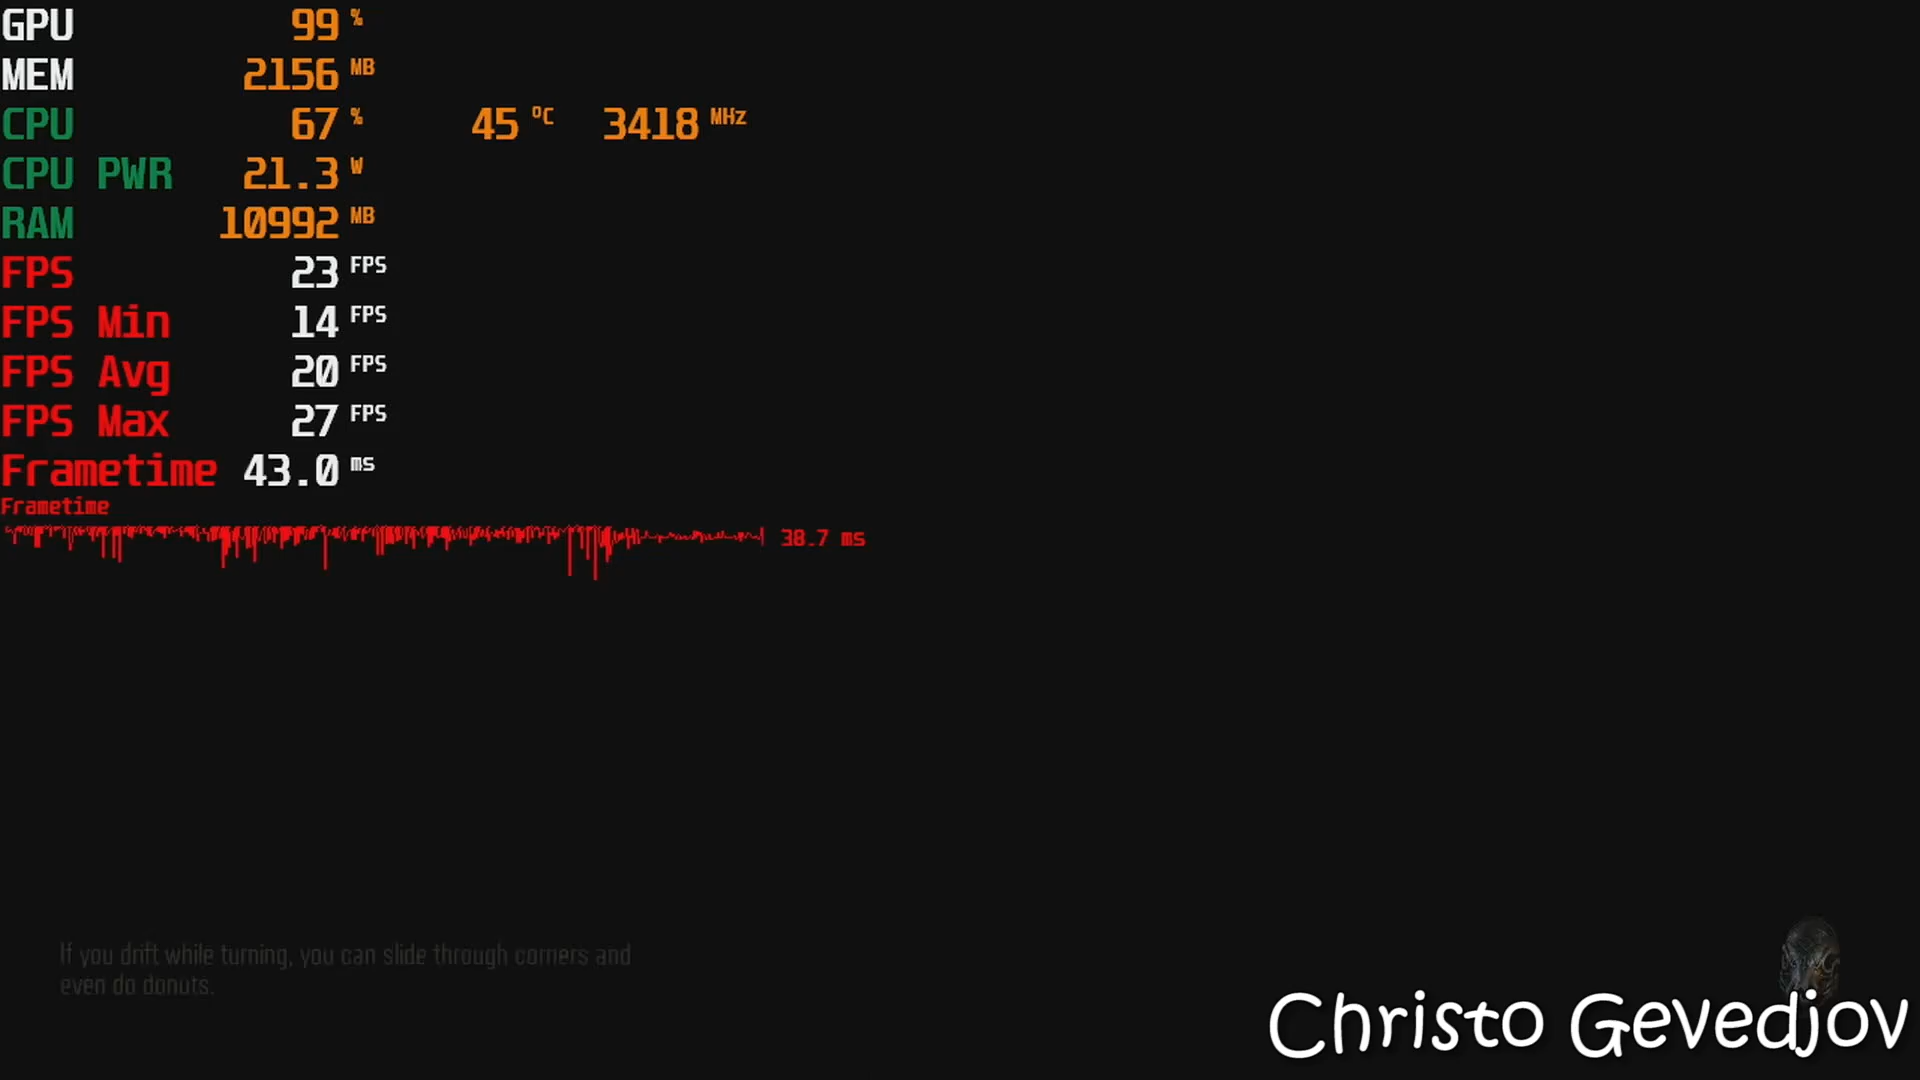 GPU 99 %
MEM 2156 MB
CPU 67 % 45 °C 3418 MHz
CPU PWR 21.3 W
RAM 10992 MB
FPS 23 FPS
FPS Min 14 FPS
FPS Avg 20 FPS
FPS Max 27 FPS
Frametime 43.0 ms
Frametime
38.7 ms
If you drift while turning, you can slide through corners and
even do donuts.
Christo Gevedjov